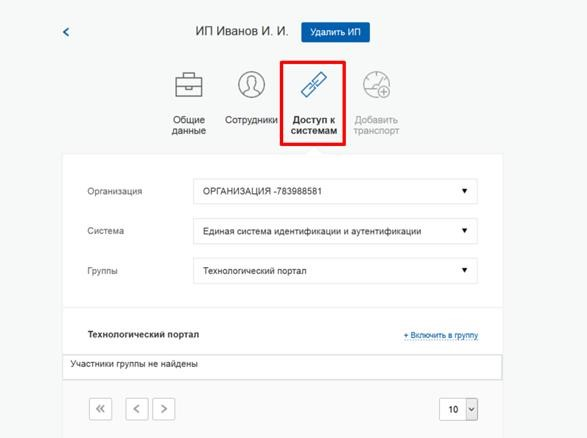 ИП Иванов И. И. Удалить ИП
Общие
данные
Сотрудники
Доступ к
системам
Добавить
транспорт
Организация ОРГАНИЗАЦИЯ -783988581
Система Единая система идентификации и аутентификации
Группы Технологический портал
Технологический портал + Включить в группу
Участники группы не найдены
10